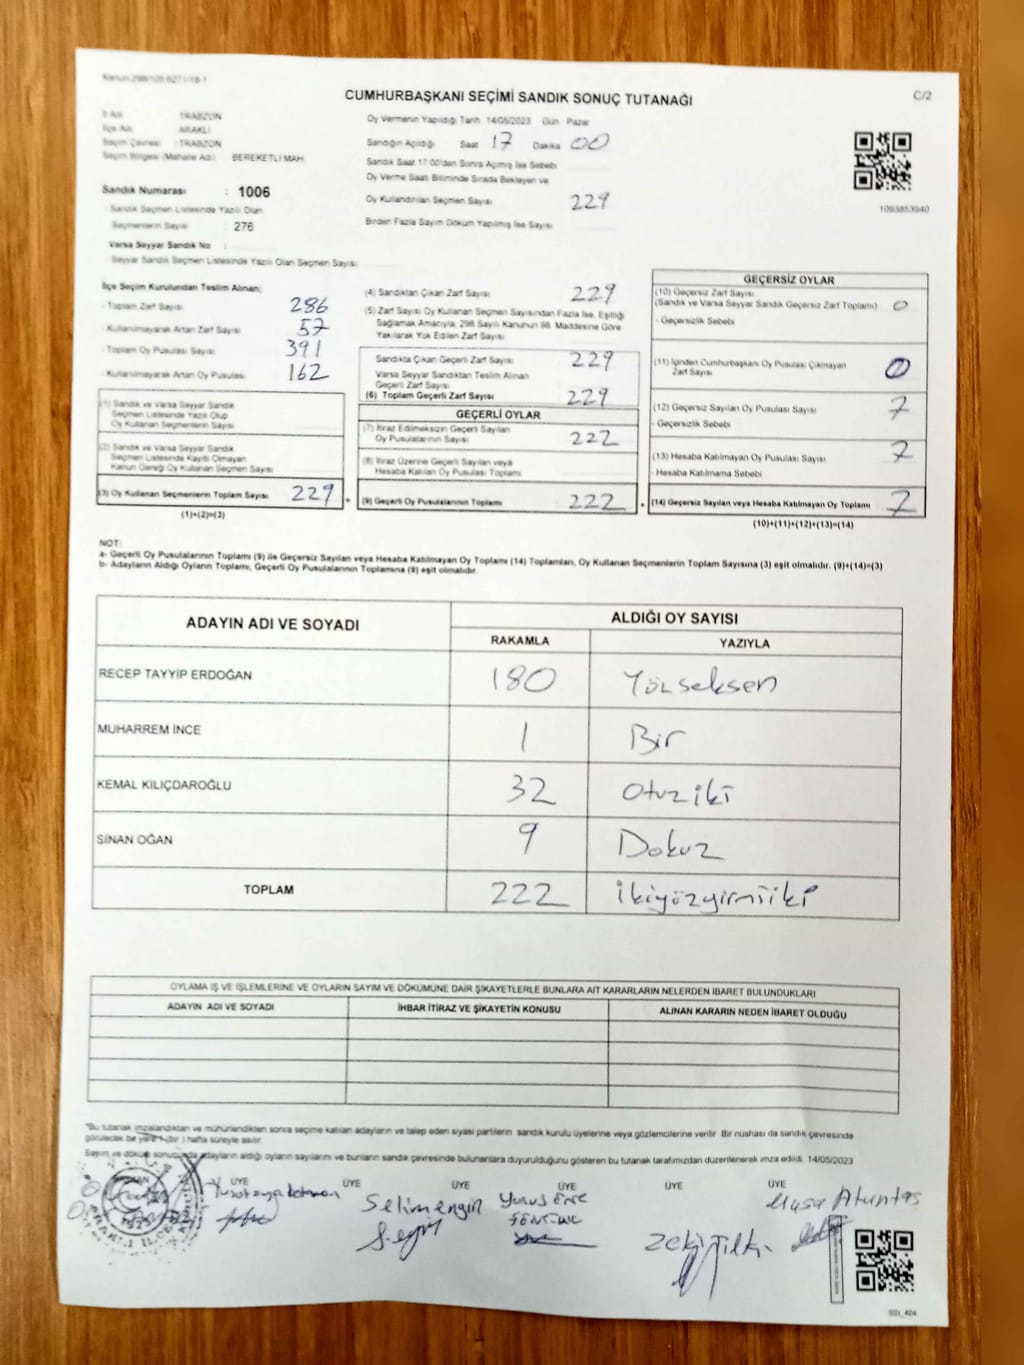 Kanun:298/105,6271/18-1
C/2
CUMHURBAŞKANI SEÇİMİ SANDIK SONUÇ TUTANAĞI
İl Adı : TRABZON
İlçe Adı : ARAKLI
Seçim Çevresi : TRABZON
Seçim Bölgesi (Mahalle Adı) : BEREKETLİ MAH.
Sandık Numarası : 1006
- Sandık Seçmen Listesinde Yazılı Olan
Seçmenlerin Sayısı : 276
Varsa Seyyar Sandık No :
- Seyyar Sandık Seçmen Listesinde Yazılı Olan Seçmen Sayısı
Oy Vermenin Yapıldığı Tarih 14/05/2023 Gün Pazar
Sandığın Açıldığı Saat 17 Dakika 00
Sandık Saat 17:00'den Sonra Açılmış İse Sebebi
Oy Verme Saati Bitiminde Sırada Bekleyen ve
Oy Kullandırılan Seçmen Sayısı 229
Birden Fazla Sayım Döküm Yapılmış İse Sayısı
1093853940
İlçe Seçim Kurulundan Teslim Alınan;
- Toplam Zarf Sayısı 286
- Kullanılmayarak Artan Zarf Sayısı 57
- Toplam Oy Pusulası Sayısı 391
- Kullanılmayarak Artan Oy Pusulası 162
(1) Sandık ve Varsa Seyyar Sandık
Seçmen Listesinde Yazılı Olup
Oy Kullanan Seçmenlerin Sayısı
(2) Sandık ve Varsa Seyyar Sandık
Seçmen Listesinde Kayıtlı Olmayan
Kanun Gereği Oy Kullanan Seçmen Sayısı
(3) Oy Kullanan Seçmenlerin Toplam Sayısı 229
(1)+(2)=(3)
(4) Sandıktan Çıkan Zarf Sayısı 229
(5) Zarf Sayısı Oy Kullanan Seçmen Sayısından Fazla İse, Eşitliği
Sağlamak Amacıyla, 298 Sayılı Kanunun 98. Maddesine Göre
Yakılarak Yok Edilen Zarf Sayısı
Sandıkta Çıkan Geçerli Zarf Sayısı 229
Varsa Seyyar Sandıktan Teslim Alınan
Geçerli Zarf Sayısı
(6) Toplam Geçerli Zarf Sayısı 229
GEÇERLİ OYLAR
(7) İtiraz Edilmeksizin Geçerli Sayılan
Oy Pusulalarının Sayısı 222
(8) İtiraz Üzerine Geçerli Sayılan veya
Hesaba Katılan Oy Pusulası Toplamı
= (9) Geçerli Oy Pusulalarının Toplamı 222
GEÇERSİZ OYLAR
(10) Geçersiz Zarf Sayısı
(Sandık ve Varsa Seyyar Sandık Geçersiz Zarf Toplamı) 0
- Geçersizlik Sebebi
(11) İçinden Cumhurbaşkanı Oy Pusulası Çıkmayan
Zarf Sayısı 0
(12) Geçersiz Sayılan Oy Pusulası Sayısı 7
- Geçersizlik Sebebi
(13) Hesaba Katılmayan Oy Pusulası Sayısı 7
- Hesaba Katılmama Sebebi
+ (14) Geçersiz Sayılan veya Hesaba Katılmayan Oy Toplamı 7
(10)+(11)+(12)+(13)=(14)
NOT:
a- Geçerli Oy Pusulalarının Toplamı (9) ile Geçersiz Sayılan veya Hesaba Katılmayan Oy Toplamı (14) Toplamları, Oy Kullanan Seçmenlerin Toplam Sayısına (3) eşit olmalıdır. (9)+(14)=(3)
b- Adayların Aldığı Oyların Toplamı, Geçerli Oy Pusulalarının Toplamına (9) eşit olmalıdır.
ADAYIN ADI VE SOYADI
ALDIĞI OY SAYISI
RAKAMLA YAZIYLA
RECEP TAYYİP ERDOĞAN 180 Yükseksen
MUHARREM İNCE 1 Bir
KEMAL KILIÇDAROĞLU 32 Otuziki
SİNAN OĞAN 9 Dokuz
TOPLAM 222 ikiyüzyirmiiki
OYLAMA İŞ VE İŞLEMLERİNE VE OYLARIN SAYIM VE DÖKÜMÜNE DAİR ŞİKAYETLERLE BUNLARA AİT KARARLARIN NELERDEN İBARET BULUNDUKLARI
ADAYIN ADI VE SOYADI İHBAR İTİRAZ VE ŞİKAYETİN KONUSU ALINAN KARARIN NEDEN İBARET OLDUĞU
"Bu tutanak imzalandıktan ve mühürlendikten sonra seçime katılan adayların ve talep eden siyasi partilerin sandık kurulu üyelerine veya gözlemcilerine verilir. Bir nüshası da sandık çevresinde
görülecek bir yere 1 (bir) hafta süreyle asılır.
Sayım ve döküm sonucunda adayların aldığı oyların sayılarını ve bunların sandık çevresinde bulunanlara duyurulduğunu gösteren bu tutanak tarafımızdan düzenlenerek imza edildi. 14/05/2023
ÜYE ÜYE ÜYE ÜYE ÜYE ÜYE
Selim engin
Yunus ENE
Musa Altuntaş
SSI_404